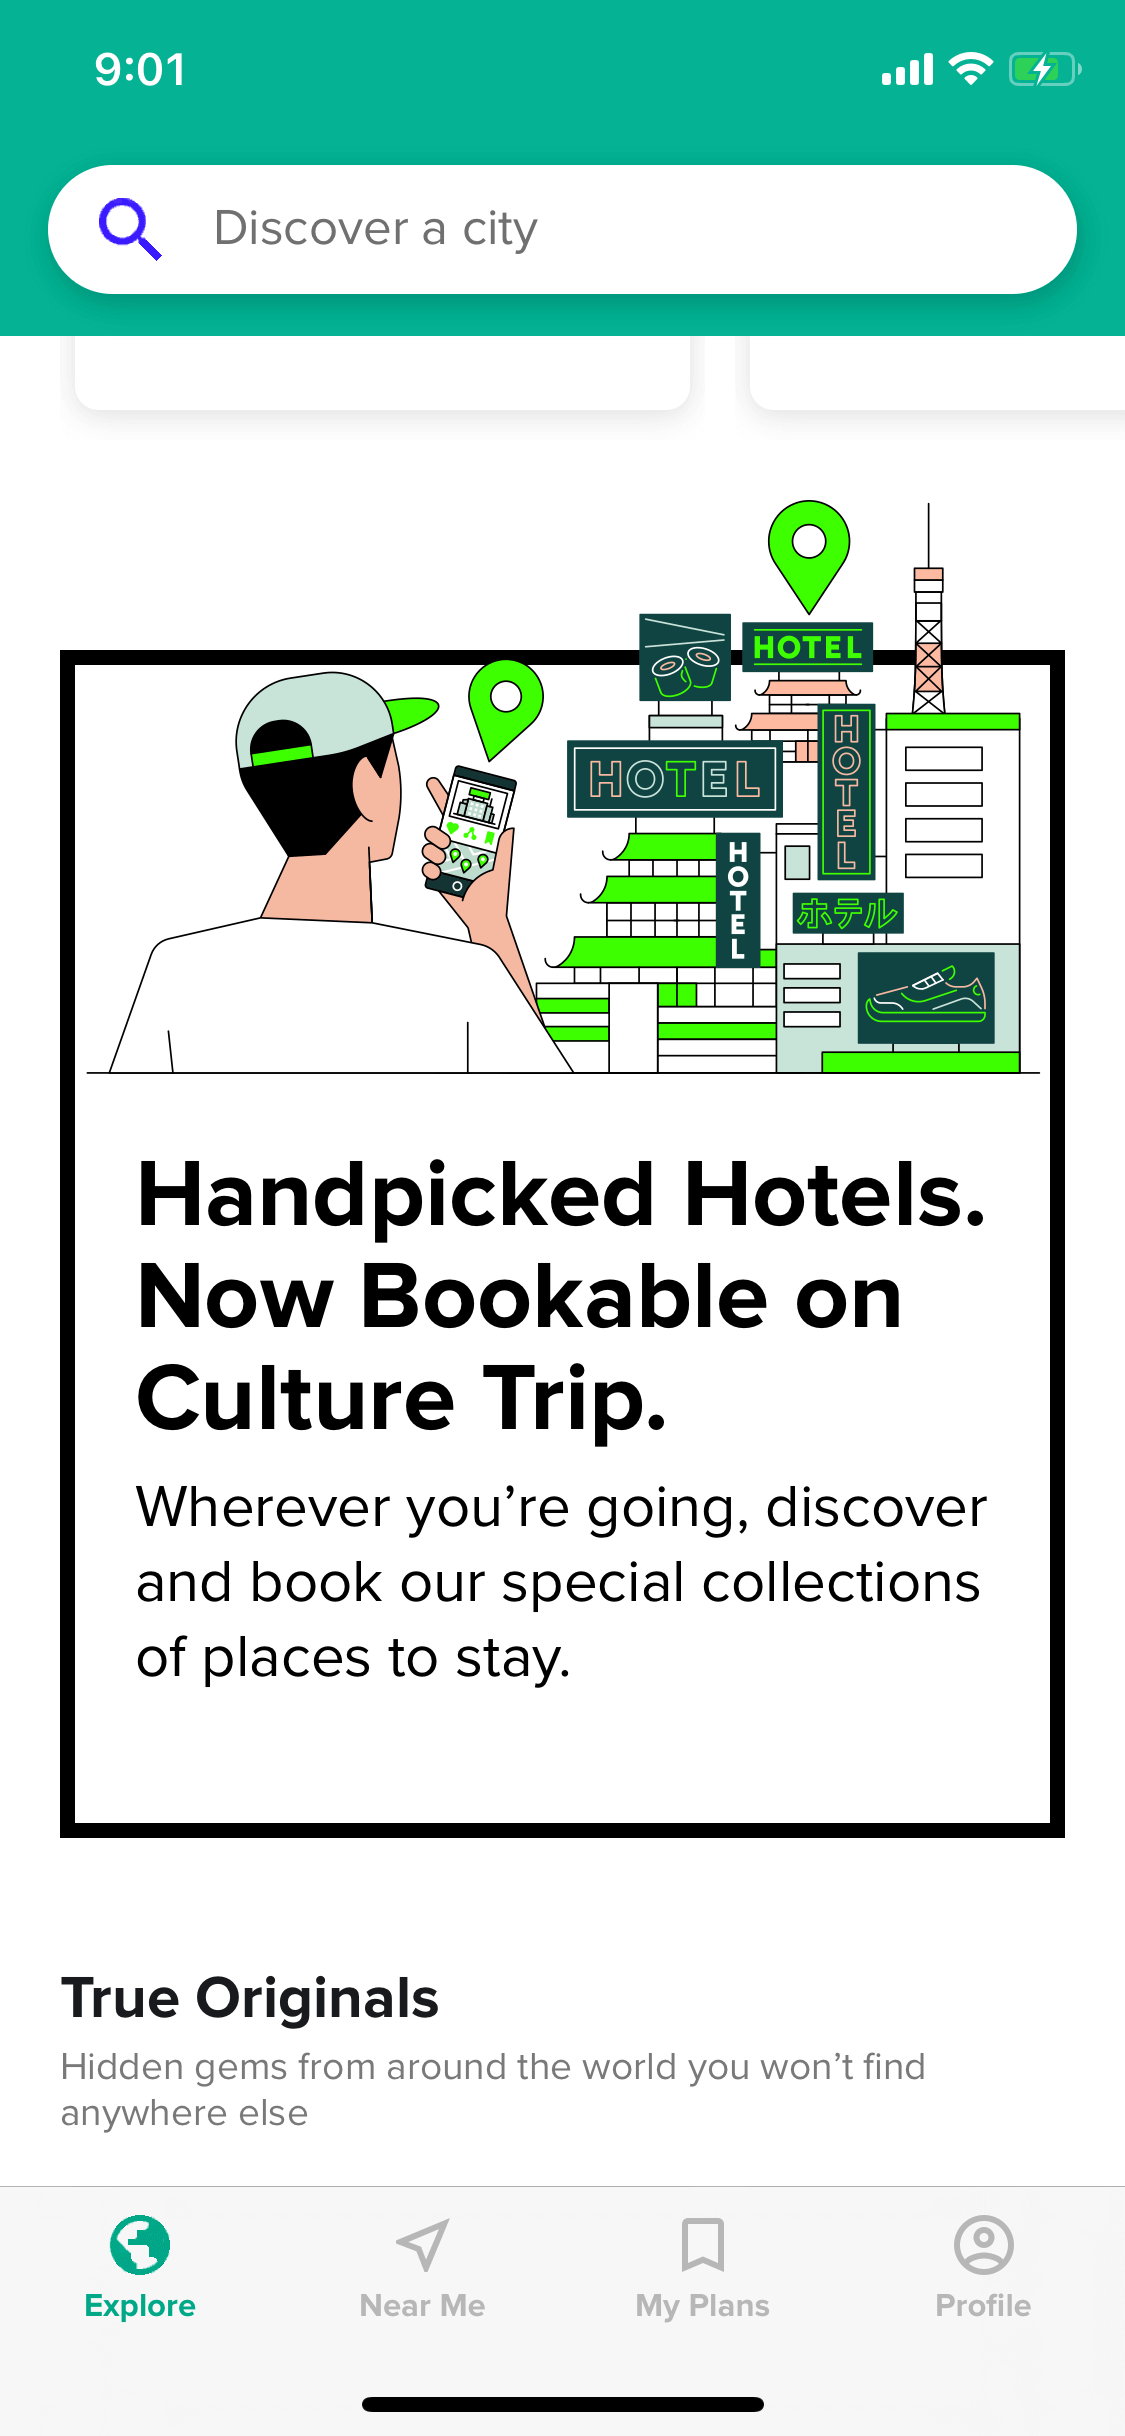 9:01
Discover a city
HOTEL
HOTEL
HOTEL
HOTEL
ホテル
Handpicked Hotels.
Now Bookable on
Culture Trip.
Wherever you’re going, discover
and book our special collections
of places to stay.
True Originals
Hidden gems from around the world you won’t find
anywhere else
Explore
Near Me
My Plans
Profile